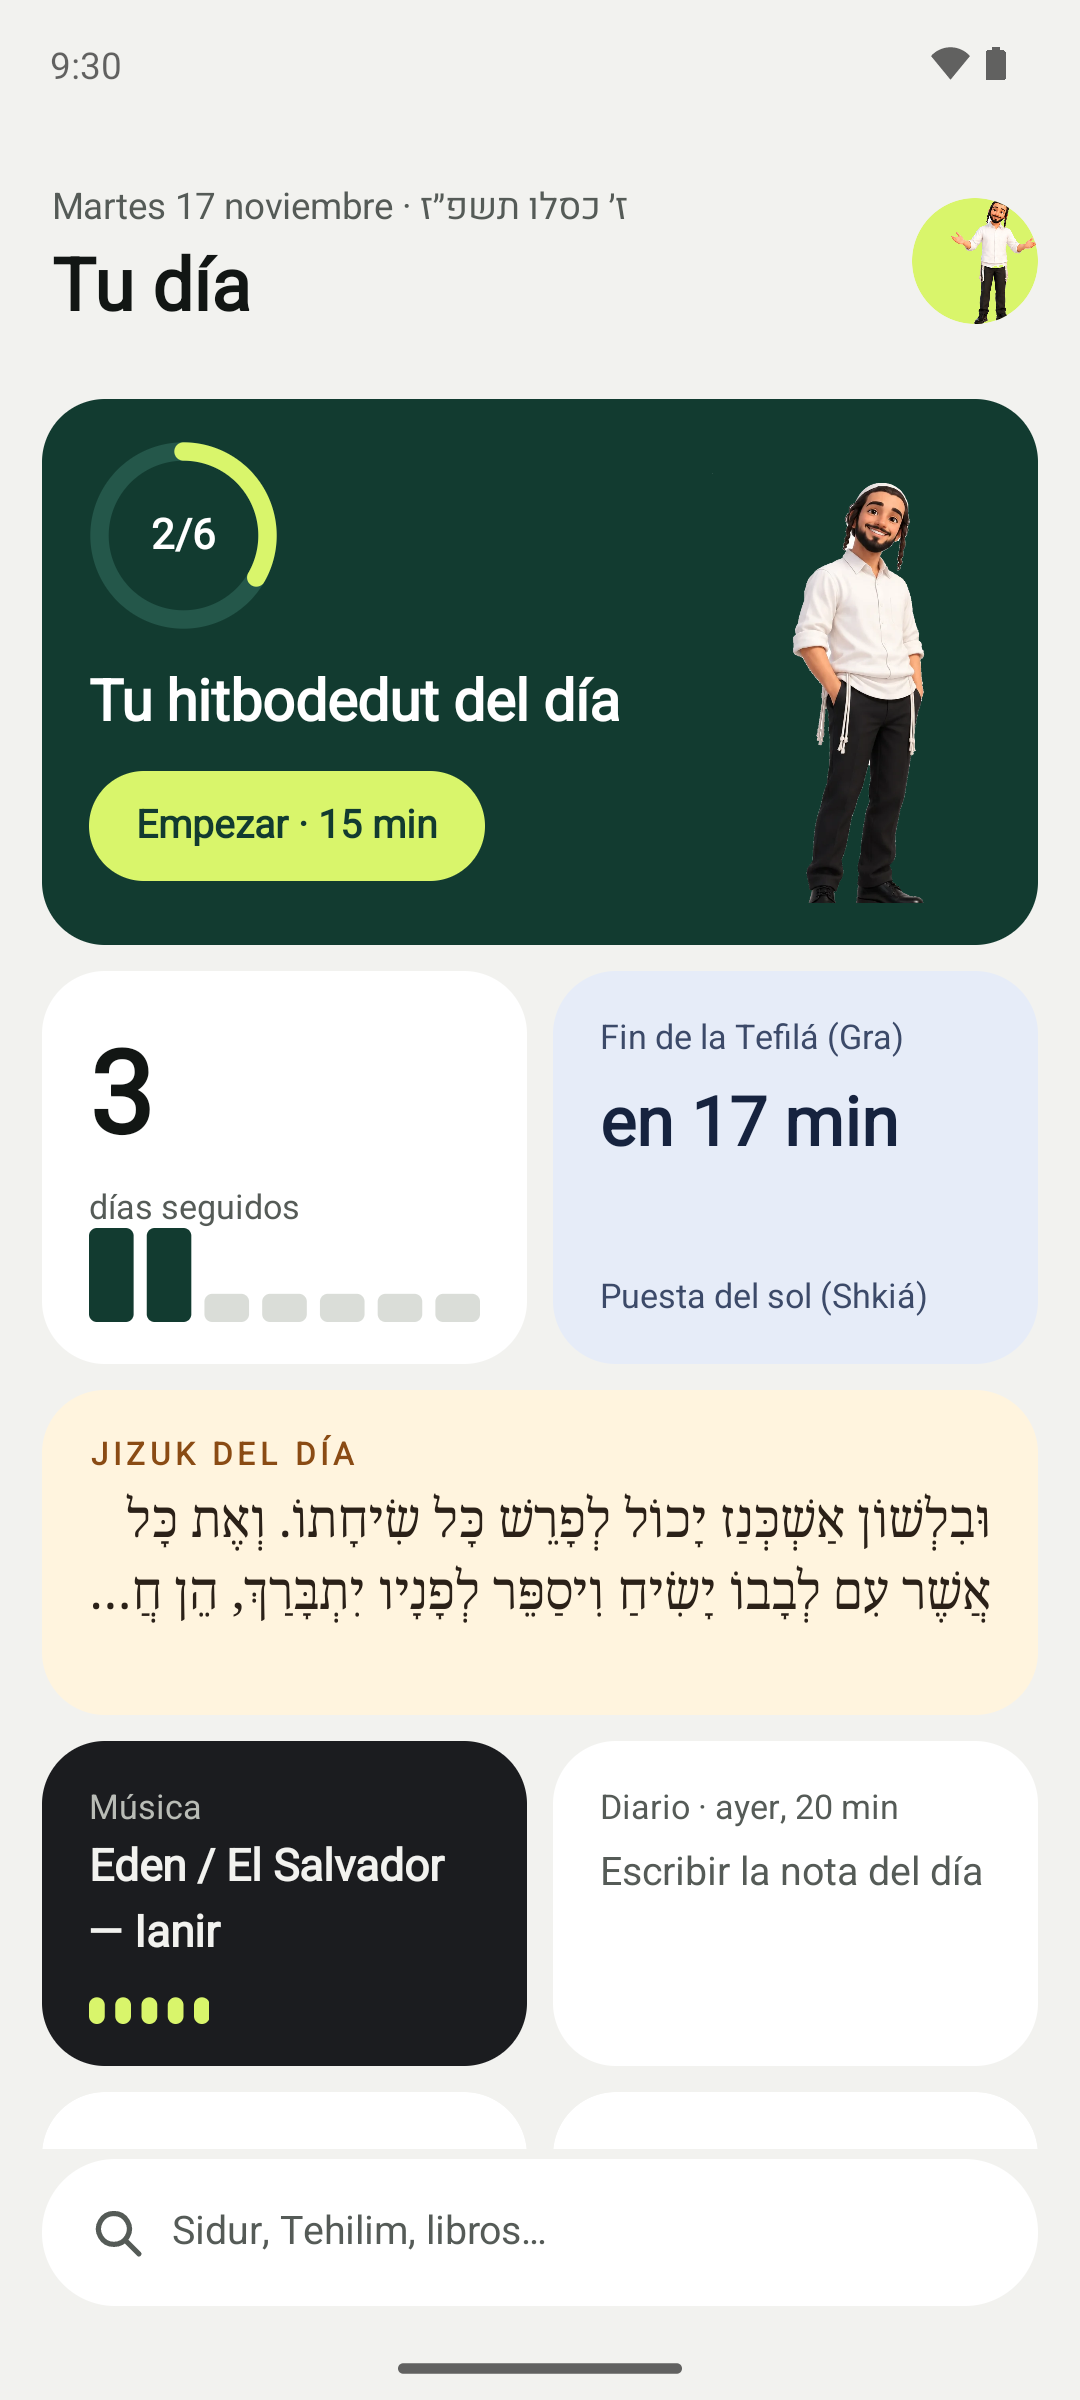 9:30
Martes 17 noviembre · ז׳ כסלו תשפ״ז
Tu día
2/6
Tu hitbodedut del día
Empezar · 15 min
3
días seguidos
Fin de la Tefilá (Gra)
en 17 min
Puesta del sol (Shkiá)
JIZUK DEL DÍA
וּבִלְשׁוֹן אַשְׁכְּנַז יָכוֹל לְפָרֵשׁ כָּל שִׂיחָתוֹ. וְאֶת כָּל
אֲשֶׁר עִם לְבָבוֹ יָשִׂיחַ וִיסַפֵּר לְפָנָיו יִתְבָּרַךְ, הֵן חֲ...
Música
Eden / El Salvador
— Ianir
Diario · ayer, 20 min
Escribir la nota del día
Sidur, Tehilim, libros...